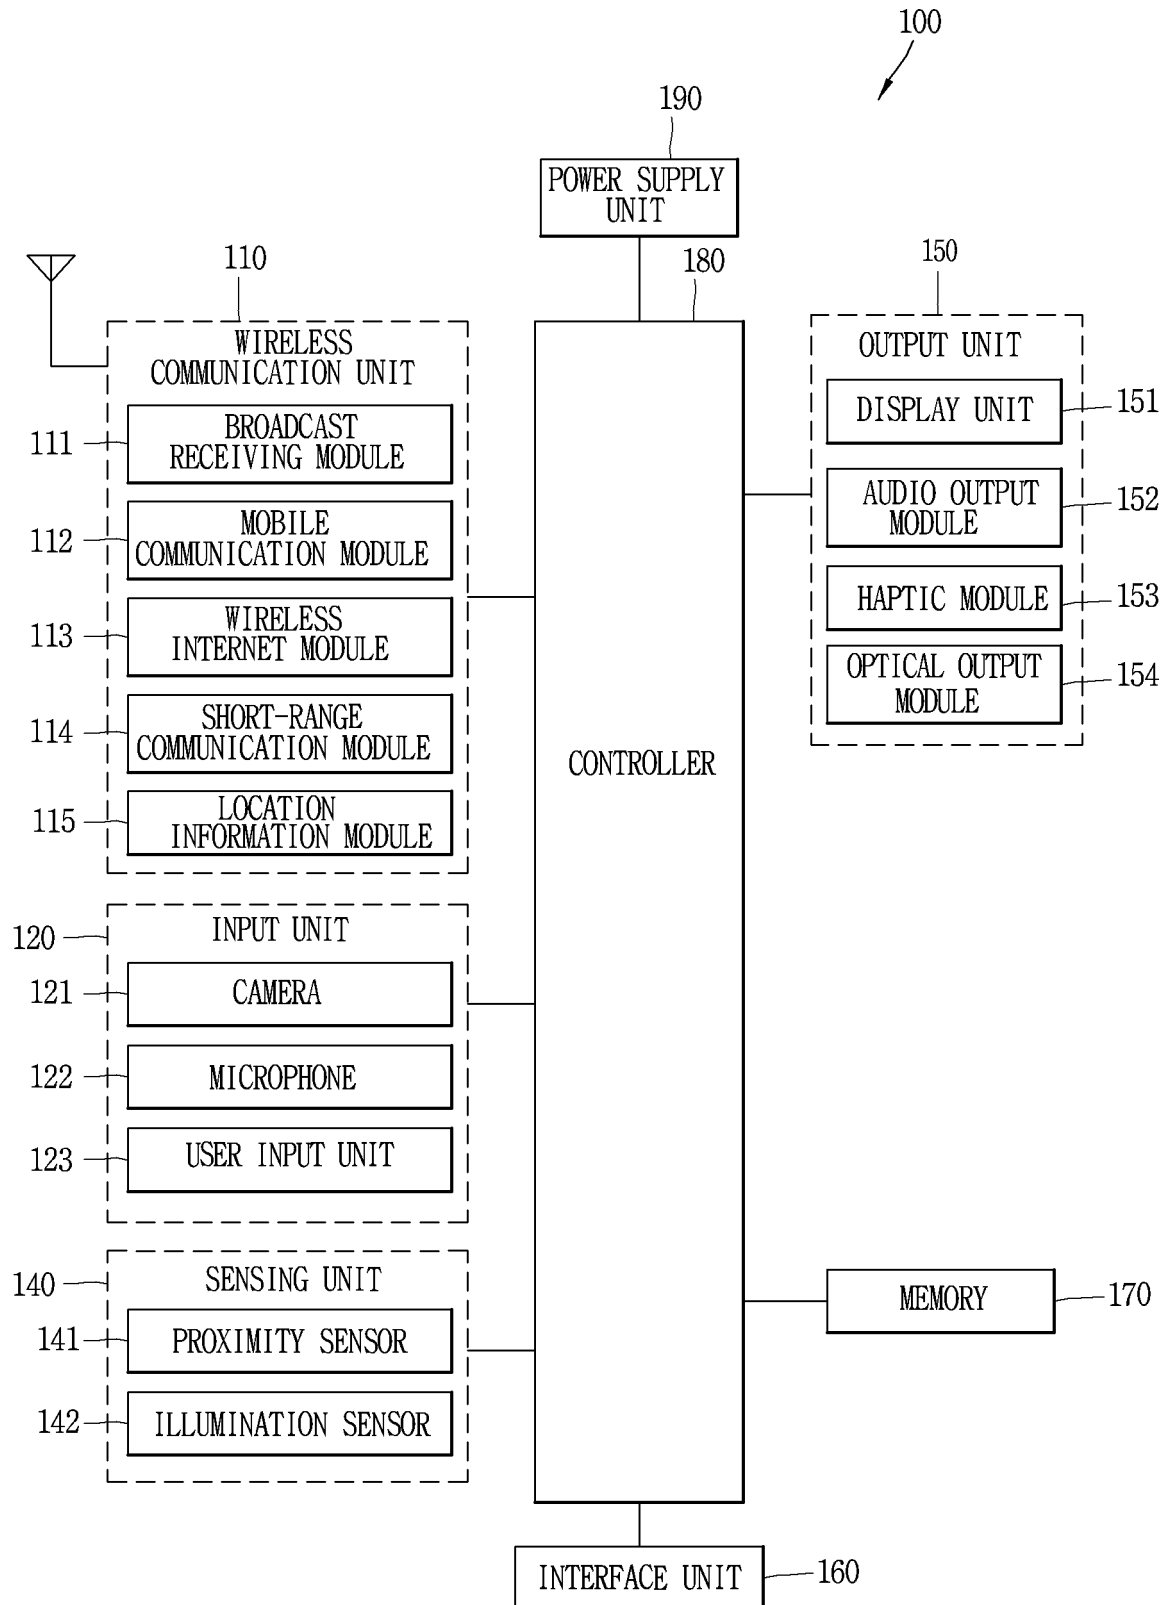 100
190
POWER SUPPLY
UNIT
110
180
150
WIRELESS
COMMUNICATION UNIT
111
BROADCAST
RECEIVING MODULE
112
MOBILE
COMMUNICATION MODULE
113
WIRELESS
INTERNET MODULE
114
SHORT-RANGE
COMMUNICATION MODULE
115
LOCATION
INFORMATION MODULE
120
INPUT UNIT
121
CAMERA
122
MICROPHONE
123
USER INPUT UNIT
140
SENSING UNIT
141
PROXIMITY SENSOR
142
ILLUMINATION SENSOR
CONTROLLER
OUTPUT UNIT
DISPLAY UNIT
151
AUDIO OUTPUT
MODULE
152
HAPTIC MODULE
153
OPTICAL OUTPUT
MODULE
154
MEMORY
170
INTERFACE UNIT
160